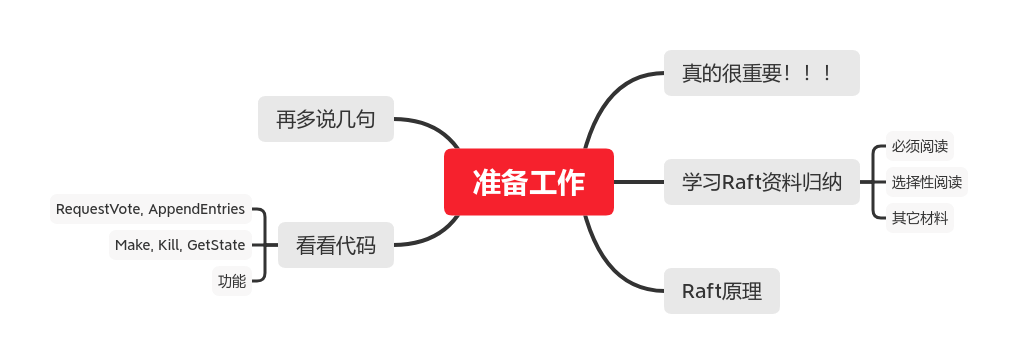 准备工作
真的很重要！！！
学习Raft资料归纳
必须阅读
选择性阅读
其它材料
Raft原理
再多说几句
看看代码
RequestVote, AppendEntries
Make, Kill, GetState
功能